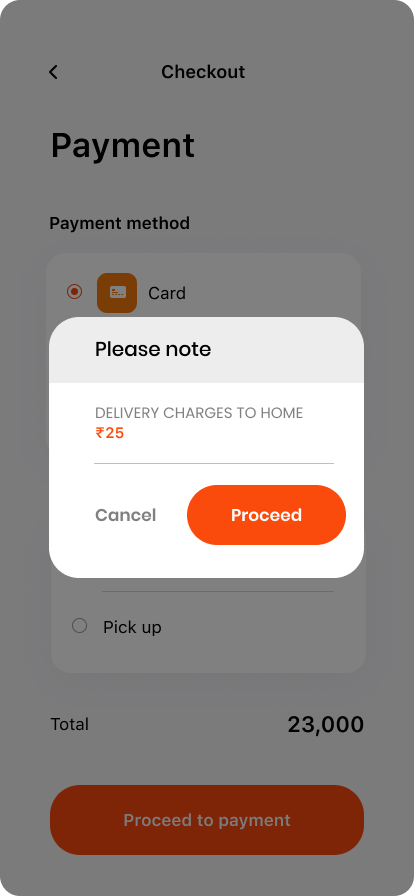 Checkout
Payment
Payment method
Card
Please note
DELIVERY CHARGES TO HOME
₹25
Cancel
Proceed
Pick up
Total
23,000
Proceed to payment